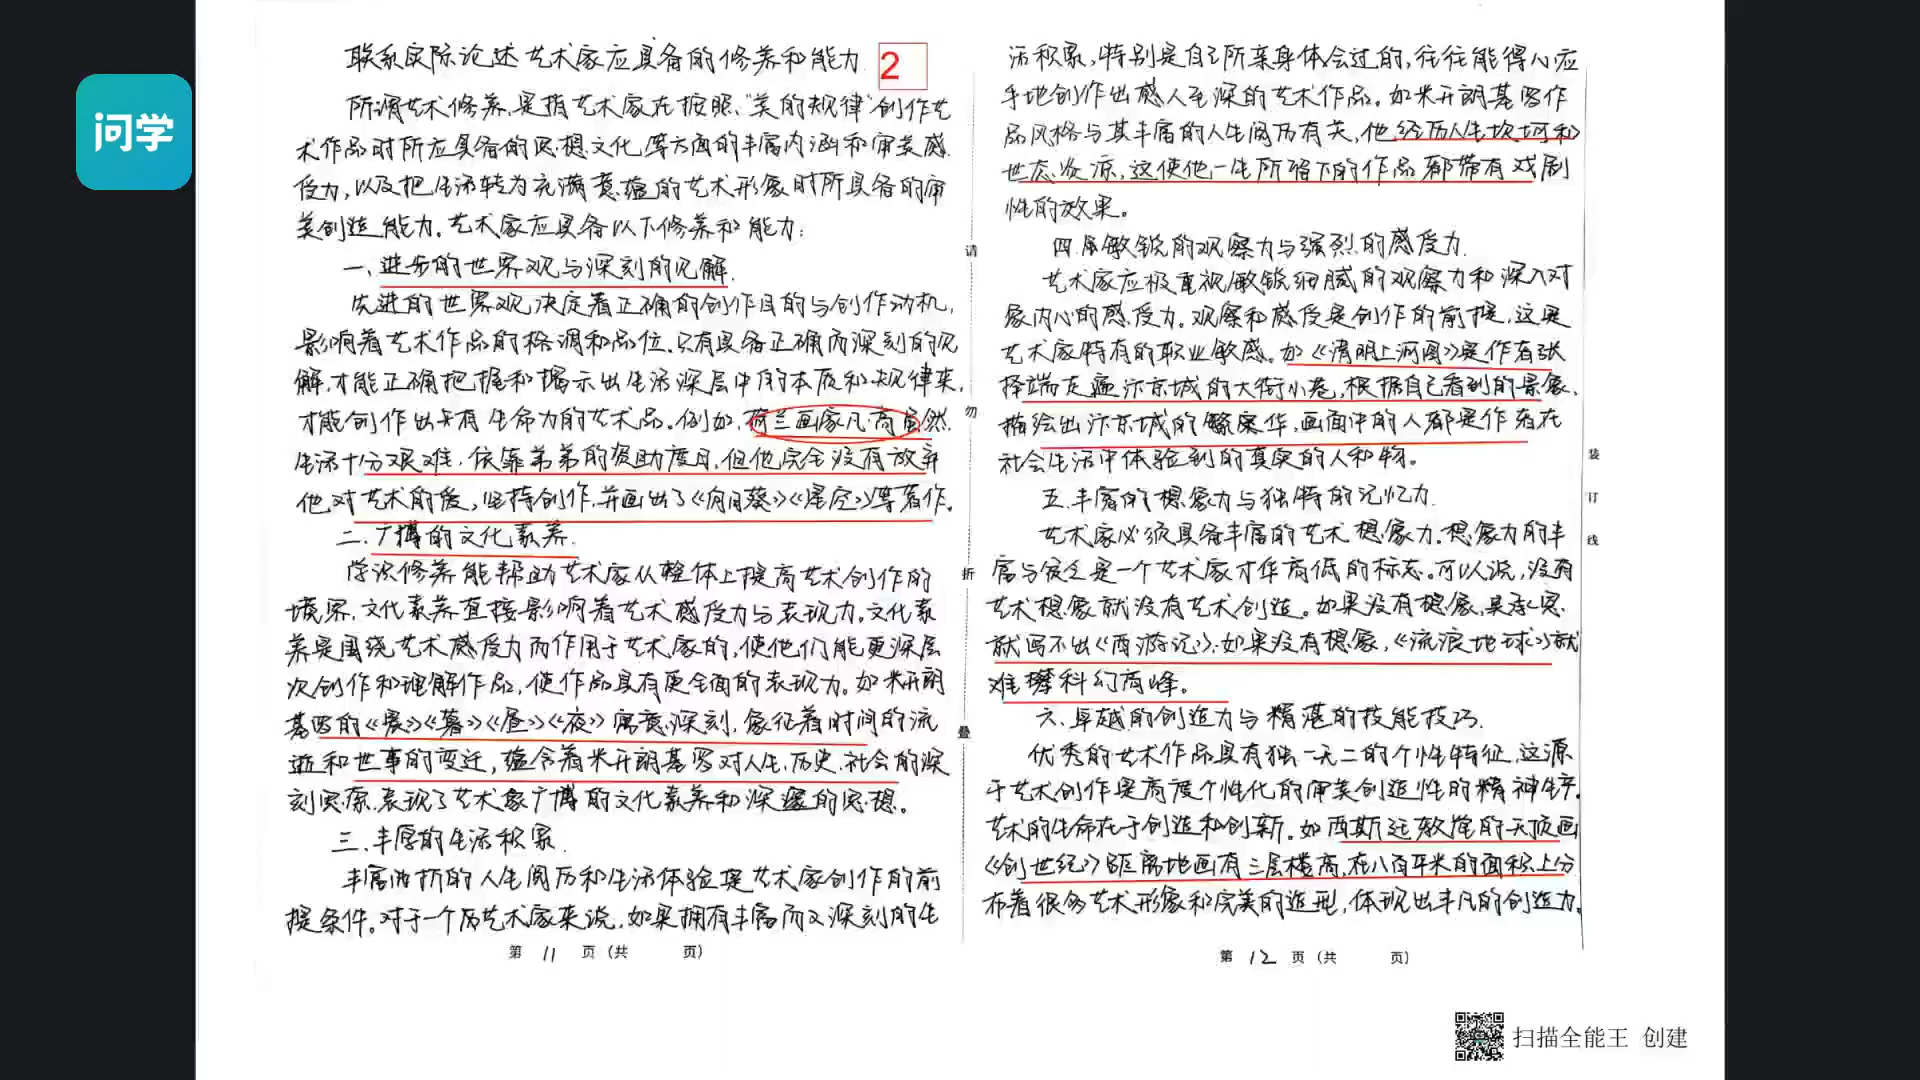 问学
联系实际论述艺术家应具备的修养和能力.
2
所谓艺术修养,是指艺术家在按照“美的规律”创作艺
术作品时所应具备的思想、文化等方面的丰富内涵和审美感
受力,以及把生活转为充满意蕴的艺术形象时所具备的审
美创造能力。艺术家应具备以下修养和能力:
一、进步的世界观与深刻的见解.
先进的世界观决定着正确的创作目的与创作动机,
影响着艺术作品的格调和品位.只有具备正确而深刻的见
解,才能正确把握和揭示出生活深层中的本质和规律来,
才能创作出具有生命力的艺术品。例如,荷兰画家凡·高虽然
生活十分艰难,依靠弟弟的资助度日,但他完全没有放弃
他对艺术的爱,坚持创作,并画出了《向日葵》《星空》等著作。
二、广博的文化素养.
学识修养能帮助艺术家从整体上提高艺术创作的
境界,文化素养直接影响着艺术感受力与表现力。文化素
养是围绕艺术感受力而作用于艺术家的,使他们能更深层
次创作和理解作品,使作品具有更全面的表现力。如米开朗
基罗的《晨》《暮》《昼》《夜》寓意深刻,象征着时间的流
逝和世事的变迁,蕴含着米开朗基罗对人生、历史、社会的深
刻思索,表现了艺术家广博的文化素养和深邃的思想。
三、丰厚的生活积累.
丰富曲折的人生阅历和生活体验是艺术家创作的前
提条件。对于一个历艺术家来说,如果拥有丰富而又深刻的生
第 11 页(共 页)
请
勿
折
叠
活积累,特别是自己所亲身体会过的,往往能得心应
手地创作出感人至深的艺术作品。如米开朗基罗作
品风格与其丰富的人生阅历有关,他经历人生坎坷和
世态炎凉,这使他一生所留下的作品都带有戏剧
性的效果。
四、敏锐的观察力与强烈的感受力.
艺术家应极重视敏锐细腻的观察力和深入对
象内心的感受力。观察和感受是创作的前提,这是
艺术家特有的职业敏感。如《清明上河图》是作者张
择端走遍汴京城的大街小巷,根据自己看到的景象,
描绘出汴京城的繁华,画面中的人都是作者在
社会生活中体验到的真实的人和物。
五、丰富的想象力与独特的记忆力.
艺术家必须具备丰富的艺术想象力。想象力的丰
富与贫乏是一个艺术家才华高低的标志。可以说,没有
艺术想象就没有艺术创造。如果没有想象,吴承恩
就写不出《西游记》;如果没有想象,《流浪地球》就
难攀科幻高峰。
六、卓越的创造力与精湛的技能技巧.
优秀的艺术作品具有独一无二的个性特征,这源
于艺术创作是高度个性化的审美创造性的精神生产。
艺术的生命在于创造和创新。如西斯廷教堂的天顶画
《创世纪》距离地面有三层楼高,在八百平米的面积上分
布着很多艺术形象和完美的造型,体现出非凡的创造力。
第 12 页(共 页)
装
订
线
扫描全能王 创建